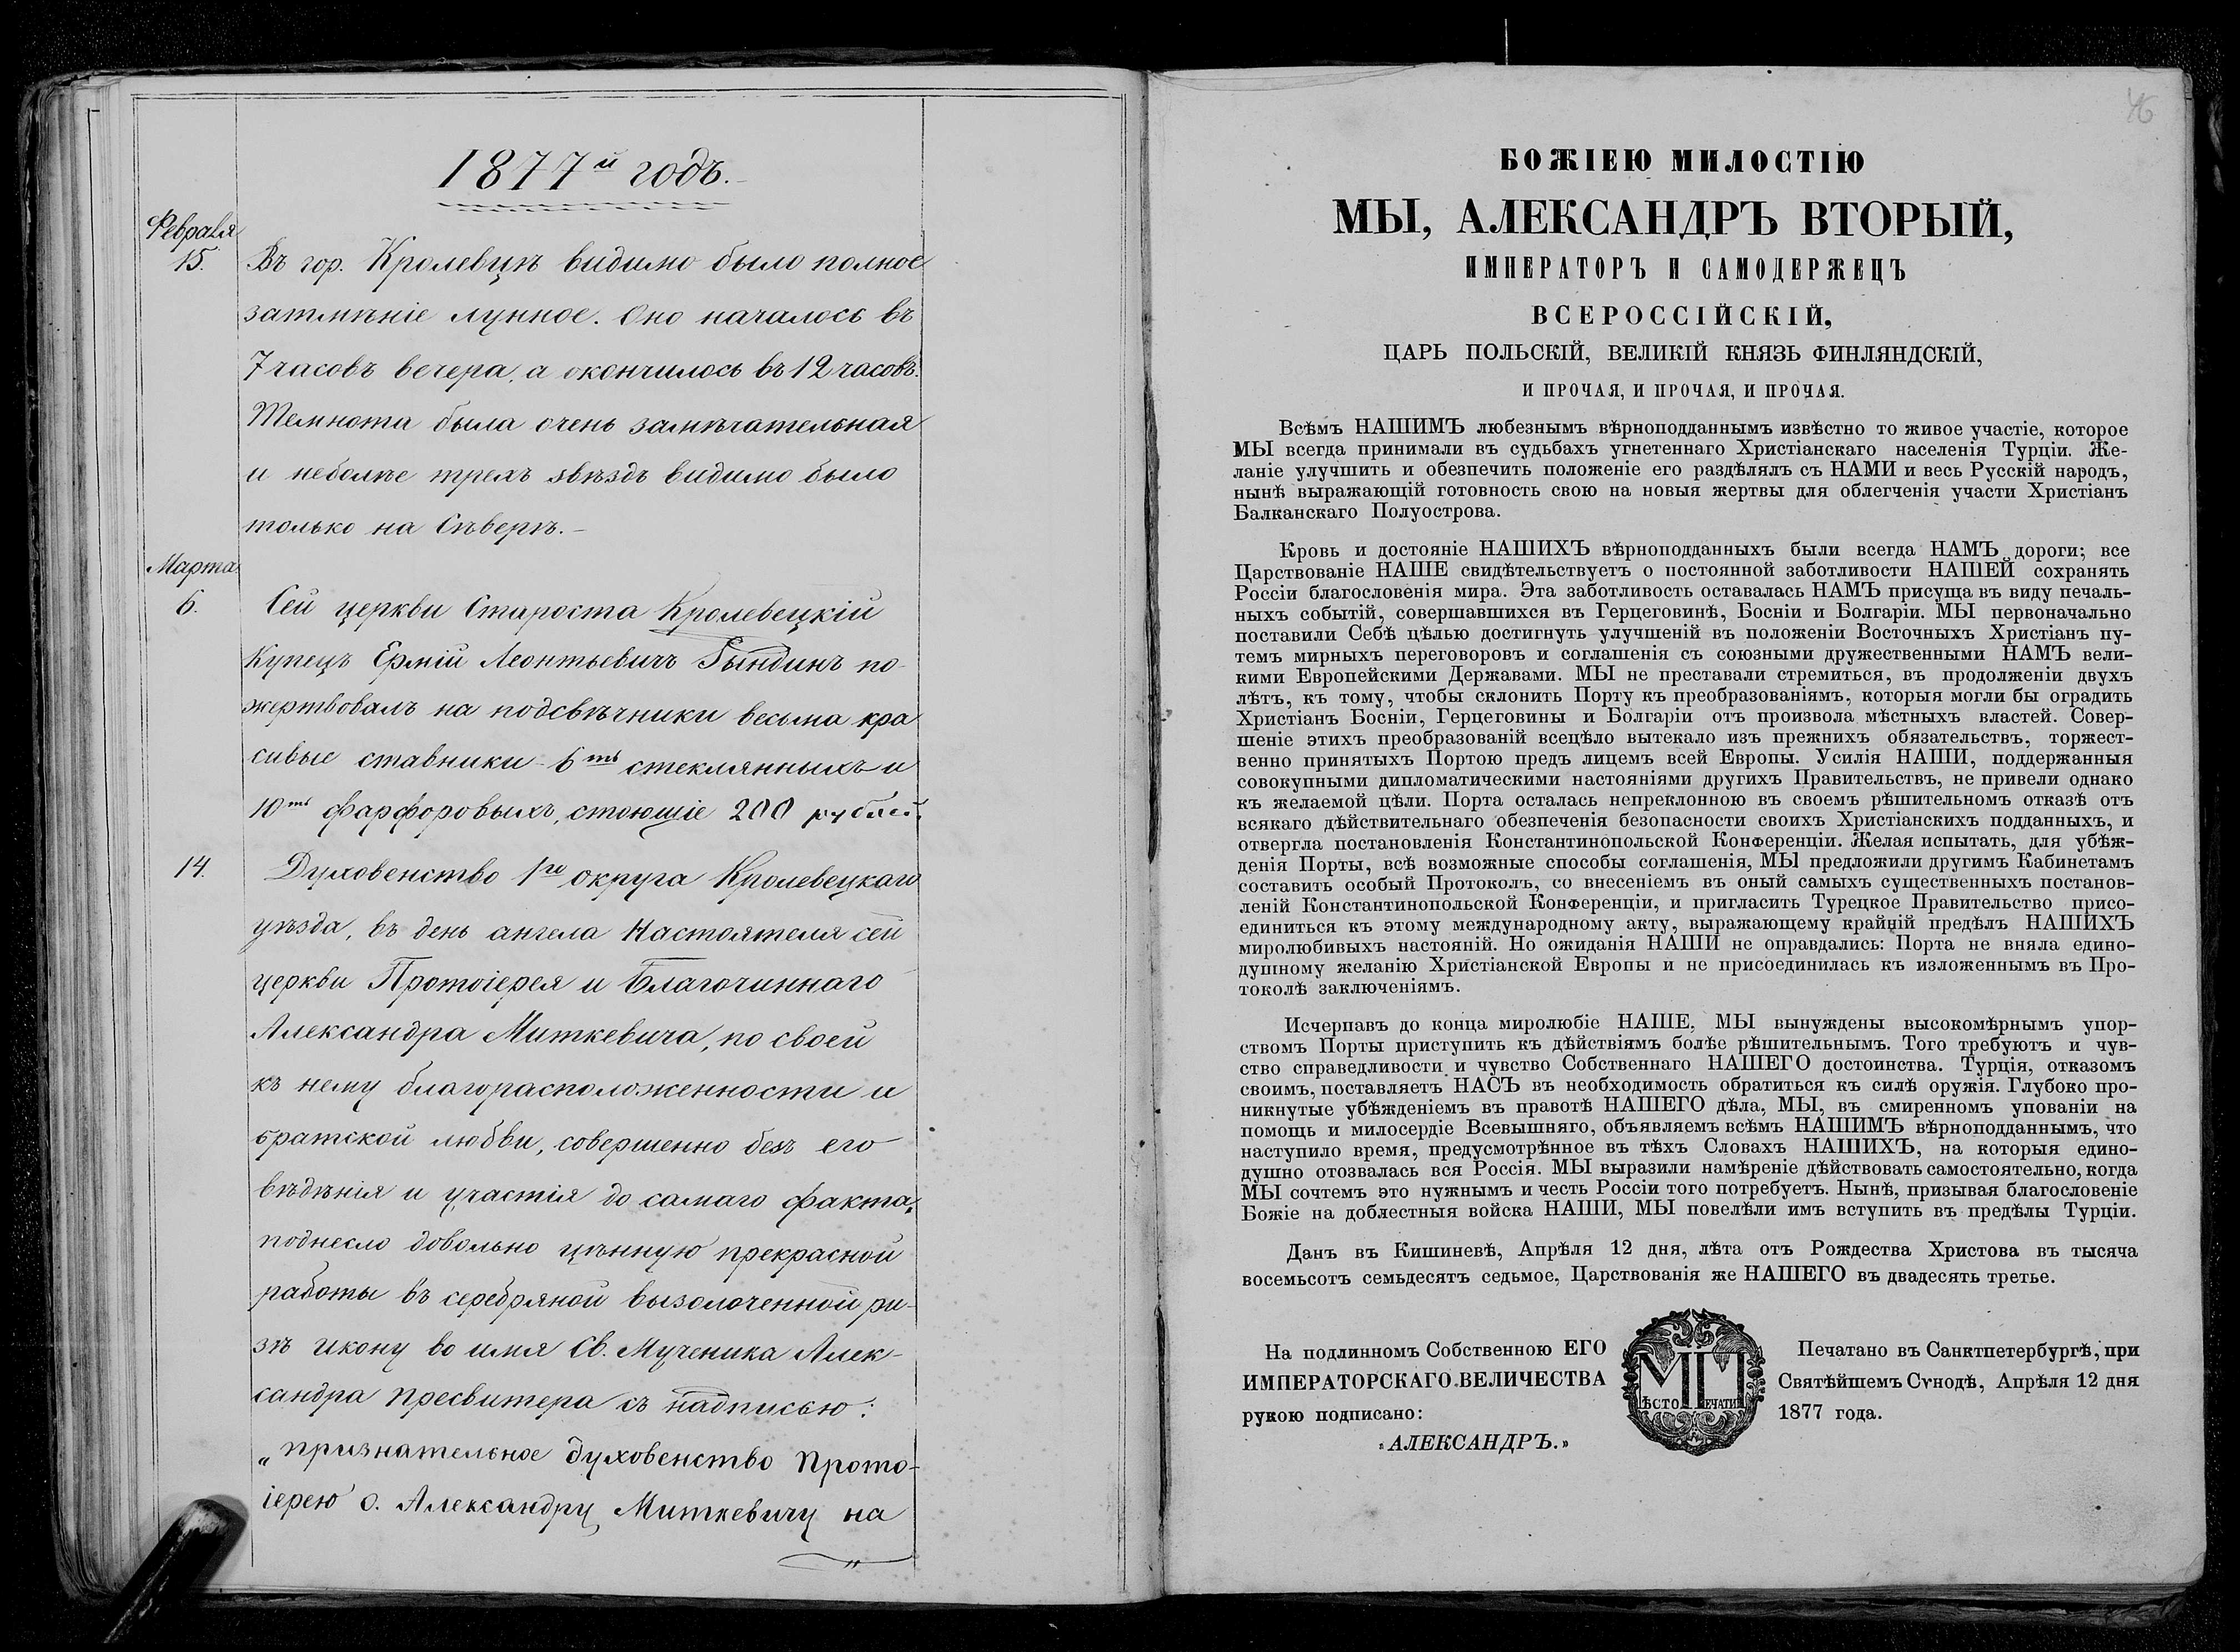 1877й годъ.
Февраля
15.
Въ гор. Кролевцѣ видимо было полное
затмѣніе лунное. Оно началось въ
7 часовъ вечера, а окончилось въ 12 часовъ.
Темнота была очень замѣчательная
и неболѣе трехъ звѣздъ видимо было
только на Сѣверѣ.
Марта
6.
Сей церкви Староста Кролевецкій
Купецъ Ермій Леонтьевичъ Гындинъ по-
жертвовалъ на подсвѣчники весьма кра
сивые ставники 6ть стеклянныхъ и
10ть фарфоровыхъ, стоющіе 200 рублей.
14.
Духовенство 1го округа Кролевецкаго
уѣзда, въ день ангела Настоятеля сей
церкви Протоіерея и Благочиннаго
Александра Миткевича, по своей
къ нему благорасположенности и
братской любви, совершенно безъ его
вѣдѣнія и участія до самаго факта,
поднесло довольно цѣнную прекрасной
работы въ серебряной вызолоченной ри-
зѣ икону во имя Св. Мученика Алек-
сандра Пресвитера съ надписью:
„признательное духовенство Прото-
іерею о. Александру Миткевичу на
46
БОЖІЕЮ МИЛОСТІЮ
МЫ, АЛЕКСАНДРЪ ВТОРЫЙ,
ИМПЕРАТОРЪ И САМОДЕРЖЕЦЪ
ВСЕРОССІЙСКІЙ,
ЦАРЬ ПОЛЬСКІЙ, ВЕЛИКІЙ КНЯЗЬ ФИНЛЯНДСКІЙ,
И ПРОЧАЯ, И ПРОЧАЯ, И ПРОЧАЯ.
Всѣмъ НАШИМЪ любезнымъ вѣрноподданнымъ извѣстно то живое участіе, которое
МЫ всегда принимали въ судьбахъ угнетеннаго Христіанскаго населенія Турціи. Же-
ланіе улучшить и обезпечить положеніе его раздѣлялъ съ НАМИ и весь Русскій народъ,
нынѣ выражающій готовность свою на новыя жертвы для облегченія участи Христіанъ
Балканскаго Полуострова.
Кровь и достояніе НАШИХЪ вѣрноподданныхъ были всегда НАМЪ дороги; все
Царствованіе НАШЕ свидѣтельствуетъ о постоянной заботливости НАШЕЙ сохранять
Россіи благословенія мира. Эта заботливость оставалась НАМЪ присуща въ виду печаль-
ныхъ событій, совершавшихся въ Герцеговинѣ, Босніи и Болгаріи. МЫ первоначально
поставили Себѣ цѣлью достигнуть улучшеній въ положеніи Восточныхъ Христіанъ пу-
темъ мирныхъ переговоровъ и соглашенія съ союзными дружественными НАМЪ вели-
кими Европейскими Державами. МЫ не преставали стремиться, въ продолженіи двухъ
лѣтъ, къ тому, чтобы склонить Порту къ преобразованіямъ, которыя могли бы оградить
Христіанъ Босніи, Герцеговины и Болгаріи отъ произвола мѣстныхъ властей. Совер-
шеніе этихъ преобразованій всецѣло вытекало изъ прежнихъ обязательствъ, торжест-
венно принятыхъ Портою предъ лицемъ всей Европы. Усилія НАШИ, поддержанныя
совокупными дипломатическими настояніями другихъ Правительствъ, не привели однако
къ желаемой цѣли. Порта осталась непреклонною въ своемъ рѣшительномъ отказѣ отъ
всякаго дѣйствительнаго обезпеченія безопасности своихъ Христіанскихъ подданныхъ, и
отвергла постановленія Константинопольской Конференціи. Желая испытать, для убѣж-
денія Порты, всѣ возможные способы соглашенія, МЫ предложили другимъ Кабинетамъ
составить особый Протоколъ, со внесеніемъ въ оный самыхъ существенныхъ постанов-
леній Константинопольской Конференціи, и пригласить Турецкое Правительство присо-
единиться къ этому международному акту, выражающему крайній предѣлъ НАШИХЪ
миролюбивыхъ настояній. Но ожиданія НАШИ не оправдались: Порта не вняла едино-
душному желанію Христіанской Европы и не присоединилась къ изложеннымъ въ Про-
токолѣ заключеніямъ.
Исчерпавъ до конца миролюбіе НАШЕ, МЫ вынуждены высокомѣрнымъ упор-
ствомъ Порты приступить къ дѣйствіямъ болѣе рѣшительнымъ. Того требуютъ и чув-
ство справедливости и чувство Собственнаго НАШЕГО достоинства. Турція, отказомъ
своимъ, поставляетъ НАСЪ въ необходимость обратиться къ силѣ оружія. Глубоко про-
никнутые убѣжденіемъ въ правотѣ НАШЕГО дѣла, МЫ, въ смиренномъ упованіи на
помощь и милосердіе Всевышняго, объявляемъ всѣмъ НАШИМЪ вѣрноподданнымъ, что
наступило время, предусмотрѣнное въ тѣхъ Словахъ НАШИХЪ, на которыя едино-
душно отозвалась вся Россія. МЫ выразили намѣреніе дѣйствовать самостоятельно, когда
МЫ сочтемъ это нужнымъ и честь Россіи того потребуетъ. Нынѣ, призывая благословеніе
Божіе на доблестныя войска НАШИ, МЫ повелѣли имъ вступить въ предѣлы Турціи.
Данъ въ Кишиневѣ, Апрѣля 12 дня, лѣта отъ Рождества Христова въ тысяча
восемьсотъ семьдесятъ седьмое, Царствованія же НАШЕГО въ двадесять третье.
На подлинномъ Собственною ЕГО
ИМПЕРАТОРСКАГО ВЕЛИЧЕСТВА
рукою подписано:
«АЛЕКСАНДРЪ.»
МѢСТО ПЕЧАТИ
Печатано въ Санктпетербургѣ, при
Святѣйшемъ Сѵнодѣ, Апрѣля 12 дня
1877 года.